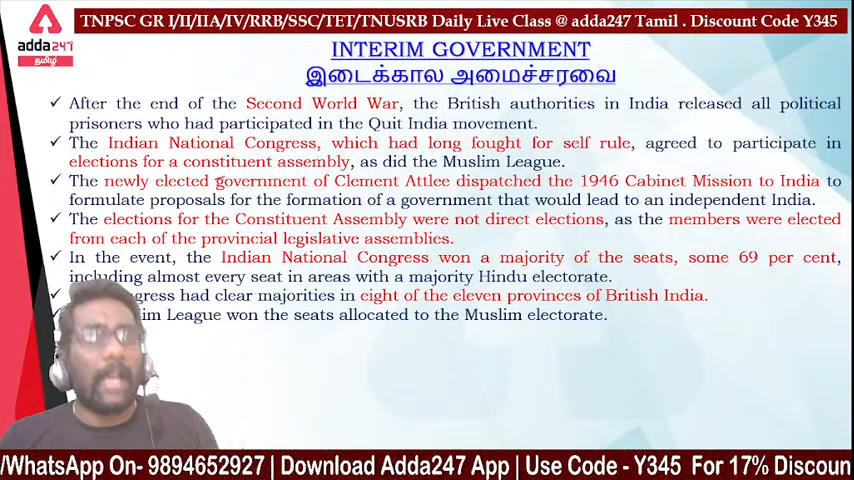 TNPSC GR I/II/IIA/IV/RRB/SSC/TET/TNUSRB Daily Live Class @ adda247 Tamil . Discount Code Y345
adda247
தமிழ்
INTERIM GOVERNMENT
இடைக்கால அமைச்சரவை
✓ After the end of the Second World War, the British authorities in India released all political
prisoners who had participated in the Quit India movement.
✓ The Indian National Congress, which had long fought for self rule, agreed to participate in
elections for a constituent assembly, as did the Muslim League.
✓ The newly elected government of Clement Attlee dispatched the 1946 Cabinet Mission to India to
formulate proposals for the formation of a government that would lead to an independent India.
✓ The elections for the Constituent Assembly were not direct elections, as the members were elected
from each of the provincial legislative assemblies.
✓ In the event, the Indian National Congress won a majority of the seats, some 69 per cent,
including almost every seat in areas with a majority Hindu electorate.
had clear majorities in eight of the eleven provinces of British India.
League won the seats allocated to the Muslim electorate.
/WhatsApp On- 9894652927 | Download Adda247 App | Use Code - Y345 For 17% Discoun